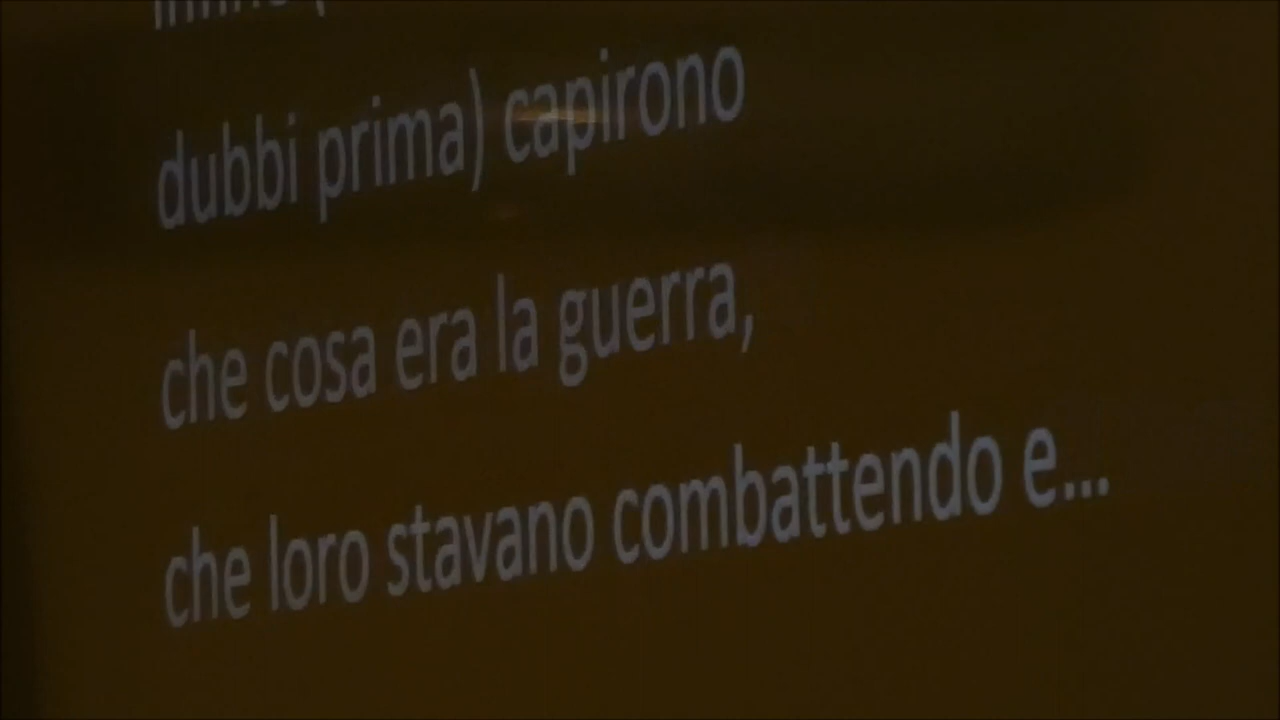 dubbi prima) capirono
che cosa era la guerra,
che loro stavano combattendo e...